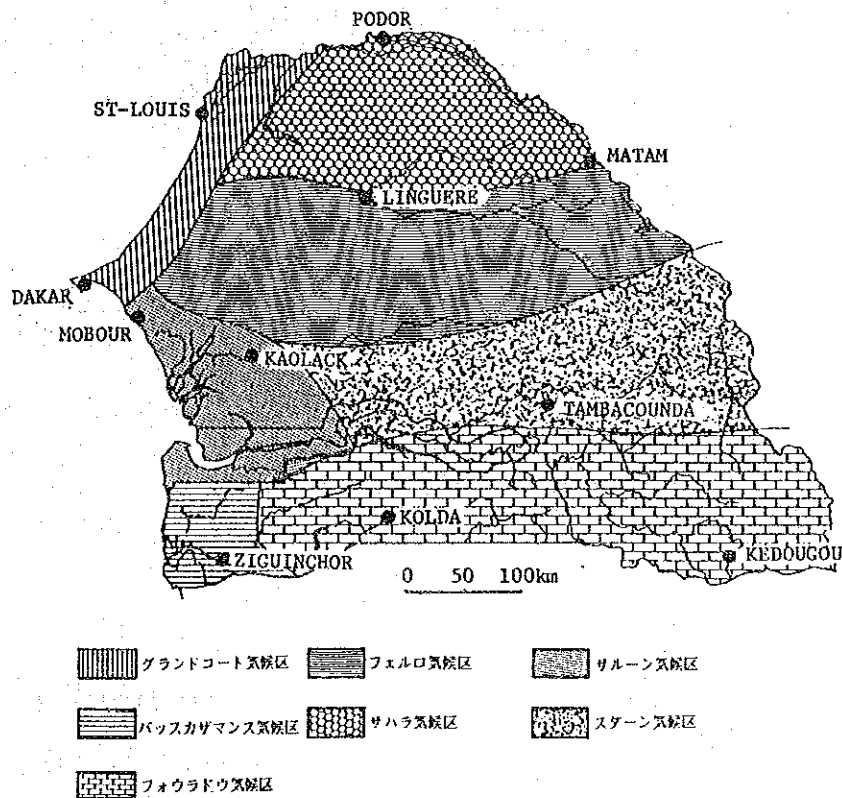 PODOR
ST-LOUIS
MATAM
LINGUERE
DAKAR
MOBOUR
KAOLACK
TAMBACOUNDA
KOLDA
ZIGUINCHOR
KEDOUGOU
0 50 100km
グランドコート気候区 フェルロ気候区 サルーン気候区
バッスカザマンス気候区 サハラ気候区 スダーン気候区
フォウラドウ気候区